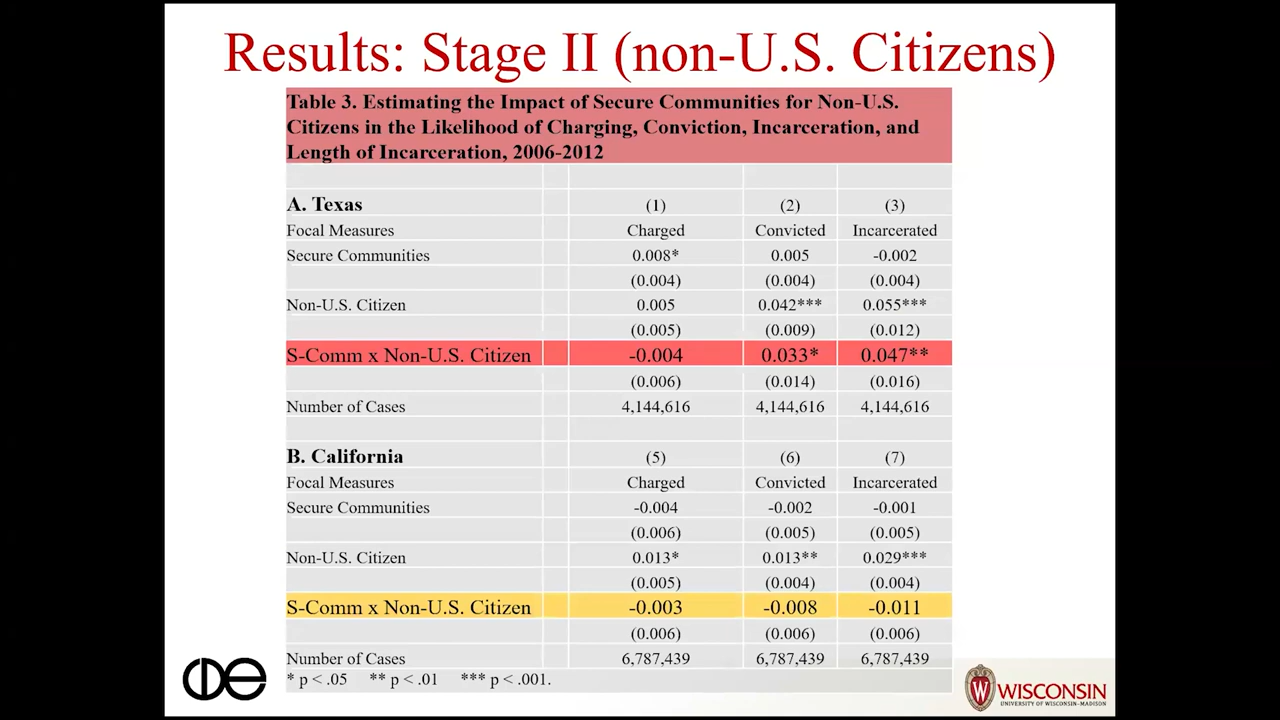 Results: Stage II (non-U.S. Citizens)
Table 3. Estimating the Impact of Secure Communities for Non-U.S.
Citizens in the Likelihood of Charging, Conviction, Incarceration, and
Length of Incarceration, 2006-2012
A. Texas (1) (2) (3)
Focal Measures Charged Convicted Incarcerated
Secure Communities 0.008* 0.005 -0.002
(0.004) (0.004) (0.004)
Non-U.S. Citizen 0.005 0.042*** 0.055***
(0.005) (0.009) (0.012)
S-Comm x Non-U.S. Citizen -0.004 0.033* 0.047**
(0.006) (0.014) (0.016)
Number of Cases 4,144,616 4,144,616 4,144,616
B. California (5) (6) (7)
Focal Measures Charged Convicted Incarcerated
Secure Communities -0.004 -0.002 -0.001
(0.006) (0.005) (0.005)
Non-U.S. Citizen 0.013* 0.013** 0.029***
(0.005) (0.004) (0.004)
S-Comm x Non-U.S. Citizen -0.003 -0.008 -0.011
(0.006) (0.006) (0.006)
Number of Cases 6,787,439 6,787,439 6,787,439
* p < .05 ** p < .01 *** p < .001.
cde
W
WISCONSIN
UNIVERSITY OF WISCONSIN-MADISON